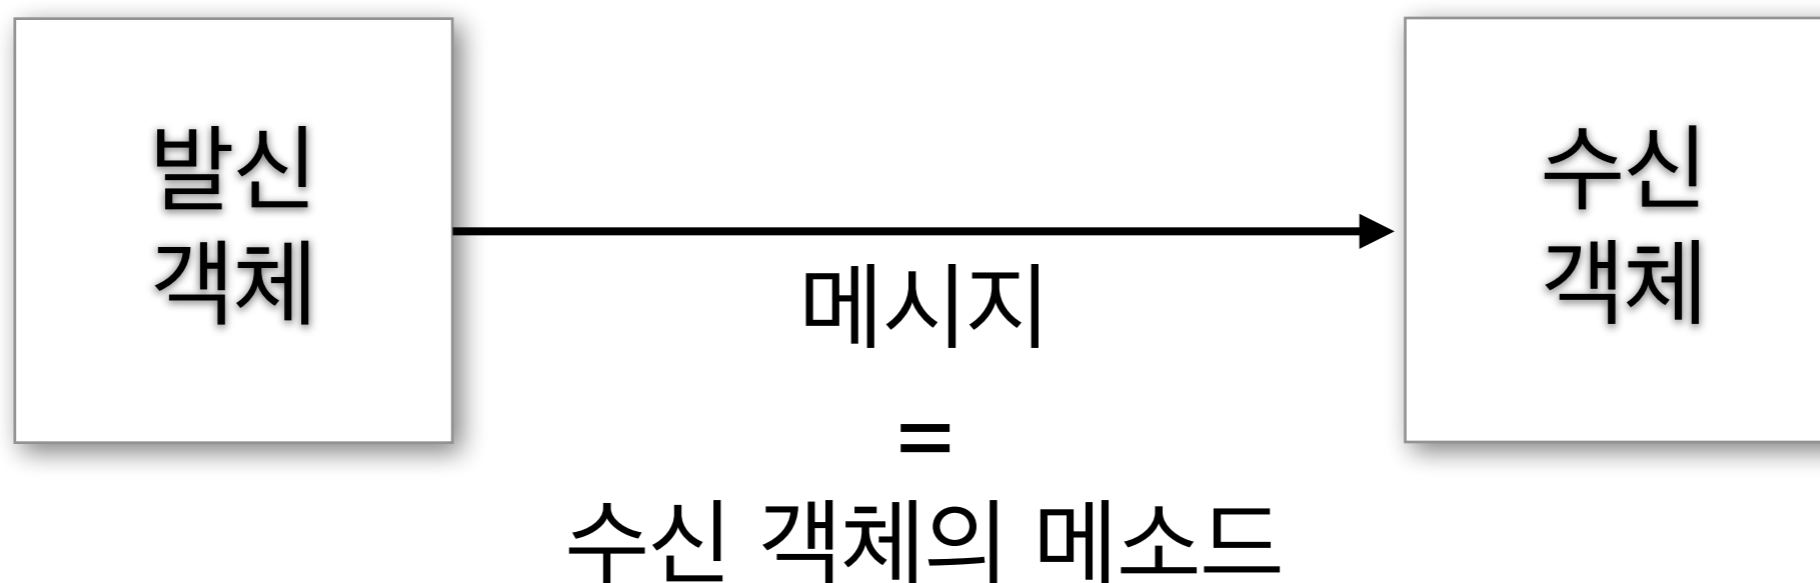 발신
객체
수신
객체
메시지
=
수신 객체의 메소드